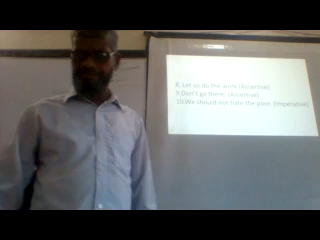 8. Let us do the work (Assertive)
9.Don't go there. (Assertive)
10.We should not hate the poor. (Imperative)